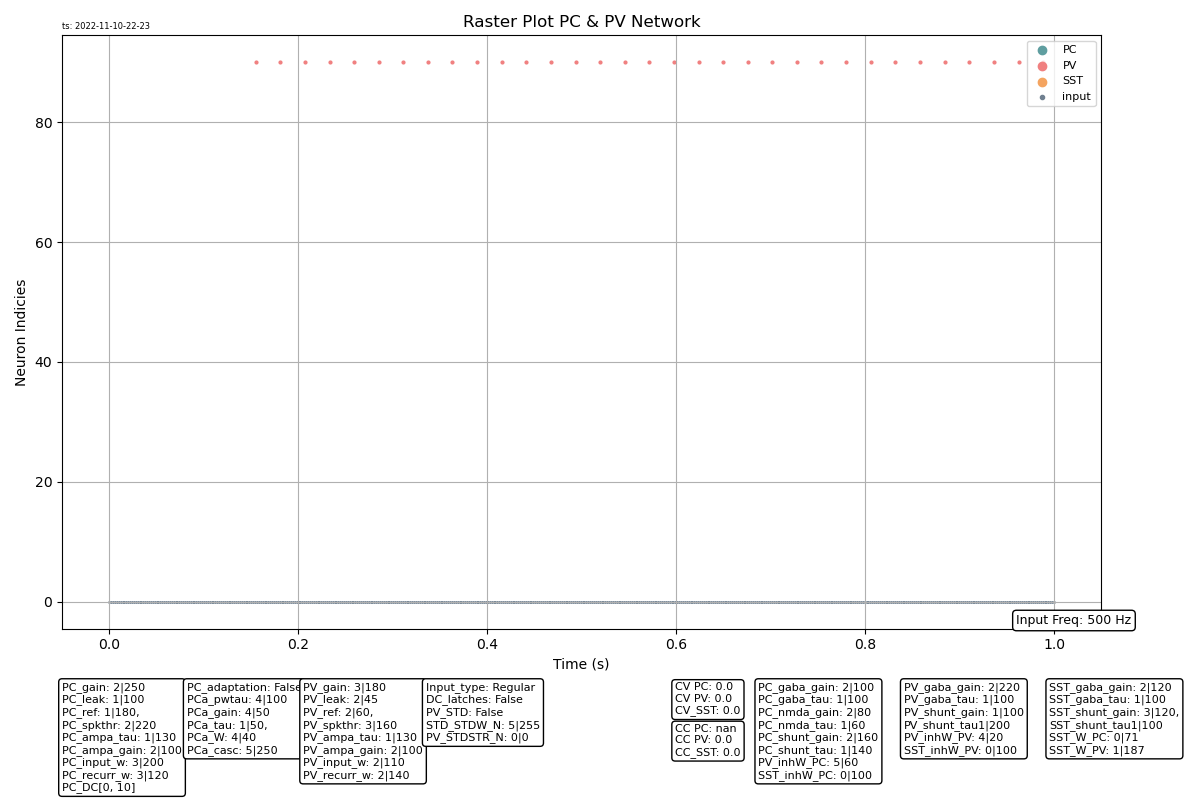 ts: 2022-11-10-22-23
Raster Plot PC & PV Network
PC
PV
SST
input
80
60
40
20
0
Neuron Indicies
0.0 0.2 0.4 0.6 0.8 1.0
Input Freq: 500 Hz
Time (s)
PC_gain: 2|250
PC_leak: 1|100
PC_ref: 1|180,
PC_spkthr: 2|220
PC_ampa_tau: 1|130
PC_ampa_gain: 2|100
PC_input_w: 3|200
PC_recurr_w: 3|120
PC_DC[0, 10]
PC_adaptation: False
PCa_pwtau: 4|100
PCa_gain: 4|50
PCa_tau: 1|50,
PCa_W: 4|40
PCa_casc: 5|250
PV_gain: 3|180
PV_leak: 2|45
PV_ref: 2|60,
PV_spkthr: 3|160
PV_ampa_tau: 1|130
PV_ampa_gain: 2|100
PV_input_w: 2|110
PV_recurr_w: 2|140
Input_type: Regular
DC_latches: False
PV_STD: False
STD_STDW_N: 5|255
PV_STDSTR_N: 0|0
CV PC: 0.0
CV PV: 0.0
CV_SST: 0.0
CC PC: nan
CC PV: 0.0
CC_SST: 0.0
PC_gaba_gain: 2|100
PC_gaba_tau: 1|100
PC_nmda_gain: 2|80
PC_nmda_tau: 1|60
PC_shunt_gain: 2|160
PC_shunt_tau: 1|140
PV_inhW_PC: 5|60
SST_inhW_PC: 0|100
PV_gaba_gain: 2|220
PV_gaba_tau: 1|100
PV_shunt_gain: 1|100
PV_shunt_tau1|200
PV_inhW_PV: 4|20
SST_inhW_PV: 0|100
SST_gaba_gain: 2|120
SST_gaba_tau: 1|100
SST_shunt_gain: 3|120,
SST_shunt_tau1|100
SST_W_PC: 0|71
SST_W_PV: 1|187